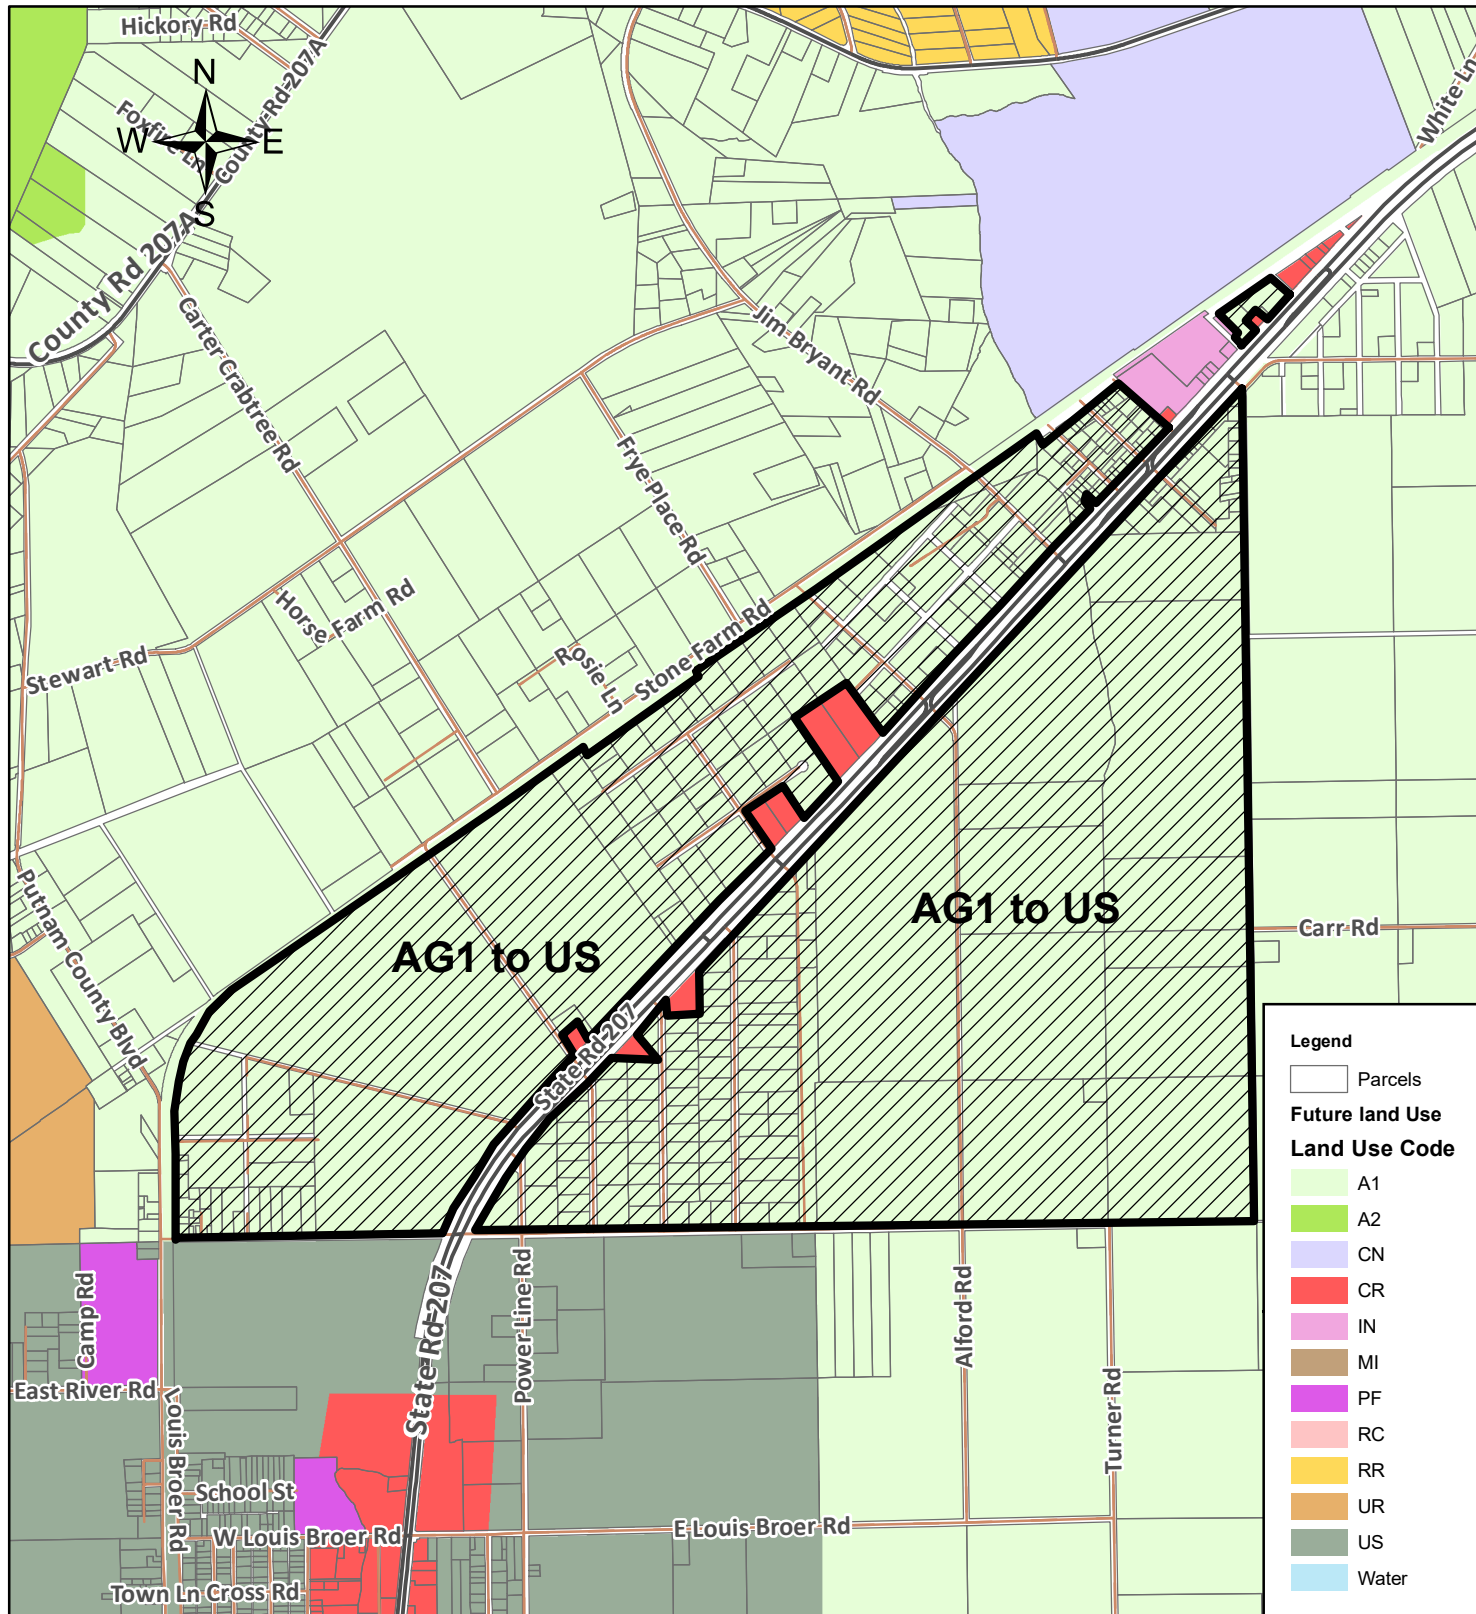 Hickory Rd
N
W
E
S
Foxfire Ln
County Rd 207A
County Rd 207A
White Ln
Carter Crabtree Rd
Jim Bryant Rd
Frye Place Rd
Horse Farm Rd
Stewart Rd
Rosie Ln
Stone Farm Rd
Putnam County Blvd
AG1 to US
AG1 to US
Carr Rd
State Rd 207
State Rd 207
Power Line Rd
Camp Rd
East River Rd
Louis Broer Rd
School St
W Louis Broer Rd
E Louis Broer Rd
Town Ln Cross Rd
Alford Rd
Turner Rd
Legend
Parcels
Future land Use
Land Use Code
A1
A2
CN
CR
IN
MI
PF
RC
RR
UR
US
Water